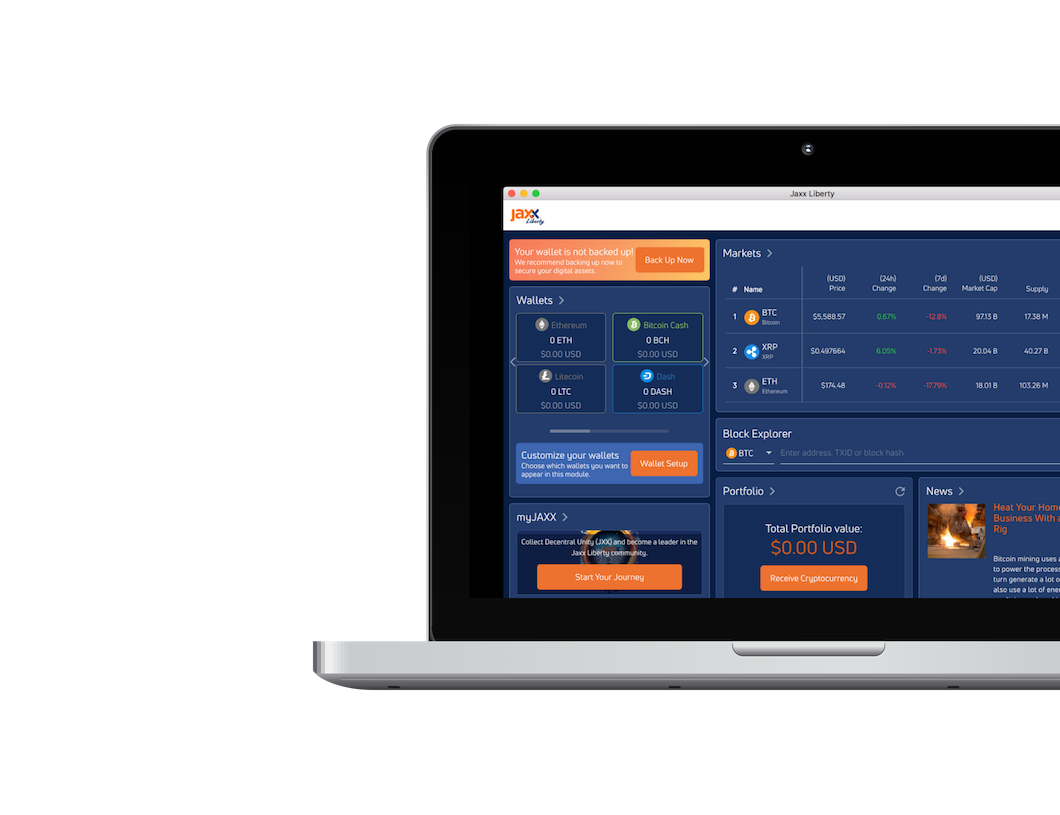 Jaxx Liberty
jaxx
Liberty
Your wallet is not backed up!
We recommend backing up now to
secure your digital assets.
Back Up Now
Wallets
Ethereum
0 ETH
$0.00 USD
Bitcoin Cash
0 BCH
$0.00 USD
Litecoin
0 LTC
$0.00 USD
Dash
0 DASH
$0.00 USD
Customize your wallets
Choose which wallets you want to
appear in this module.
Wallet Setup
myJAXX
Collect Decentral Unity (JXX) and become a leader in the
Jaxx Liberty community.
Start Your Journey
Markets
# Name (USD) Price (24h) Change (7d) Change (USD) Market Cap Supply
1 BTC Bitcoin $5,588.57 0.67% -12.8% 97.13 B 17.38 M
2 XRP XRP $0.497664 6.05% -1.73% 20.04 B 40.27 B
3 ETH Ethereum $174.48 -0.12% -17.79% 18.01 B 103.26 M
Block Explorer
BTC Enter address, TXID or block hash
Portfolio
Total Portfolio value:
$0.00 USD
Receive Cryptocurrency
News
Heat Your Home
Business With a
Rig
Bitcoin mining uses a
to power the process
turn generate a lot o
also use a lot of ener